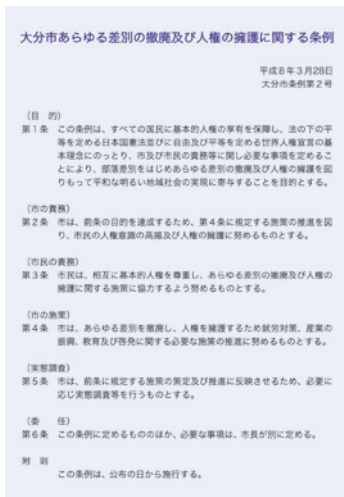 大分市あらゆる差別の撤廃及び人権の擁護に関する条例
平成8年3月28日
大分市条例第2号
(目　的)
第1条　この条例は、すべての国民に基本的人権の享有を保障し、法の下の平
等を定める日本国憲法並びに自由及び平等を定める世界人権宣言の基
本理念にのっとり、市及び市民の責務等に関し必要な事項を定めるこ
とにより、部落差別をはじめあらゆる差別の撤廃及び人権の擁護を図
りもって平和な明るい地域社会の実現に寄与することを目的とする。
(市の責務)
第2条　市は、前条の目的を達成するため、第4条に規定する施策の推進を図
り、市民の人権意識の高揚及び人権の擁護に努めるものとする。
(市民の責務)
第3条　市民は、相互に基本的人権を尊重し、あらゆる差別の撤廃及び人権の
擁護に関する施策に協力するよう努めるものとする。
(市の施策)
第4条　市は、あらゆる差別を撤廃し、人権を擁護するため就労対策、産業の
振興、教育及び啓発に関する必要な施策の推進に努めるものとする。
(実態調査)
第5条　市は、前条に規定する施策の策定及び推進に反映させるため、必要に
応じ実態調査等を行うものとする。
(委　任)
第6条　この条例に定めるもののほか、必要な事項は、市長が別に定める。
附　則
この条例は、公布の日から施行する。